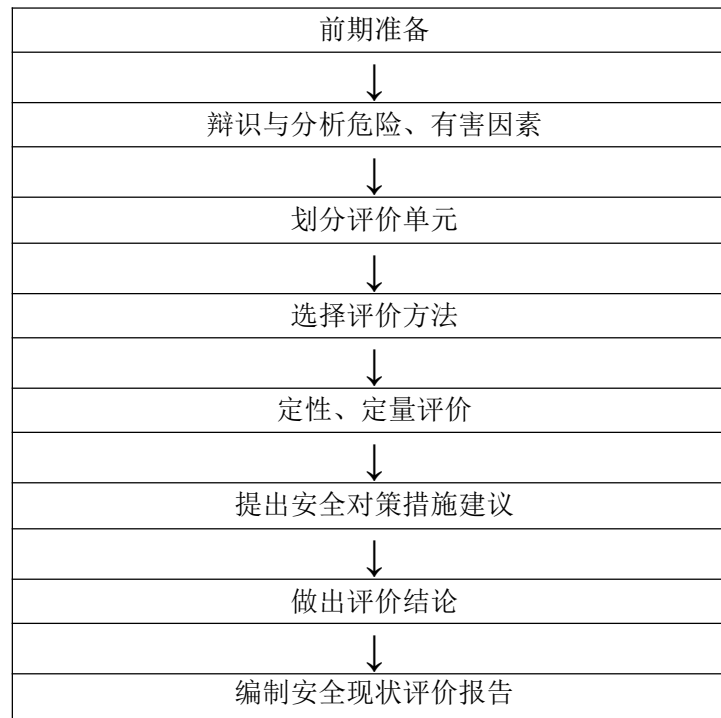 前期准备
↓
辩识与分析危险、有害因素
↓
划分评价单元
↓
选择评价方法
↓
定性、定量评价
↓
提出安全对策措施建议
↓
做出评价结论
↓
编制安全现状评价报告